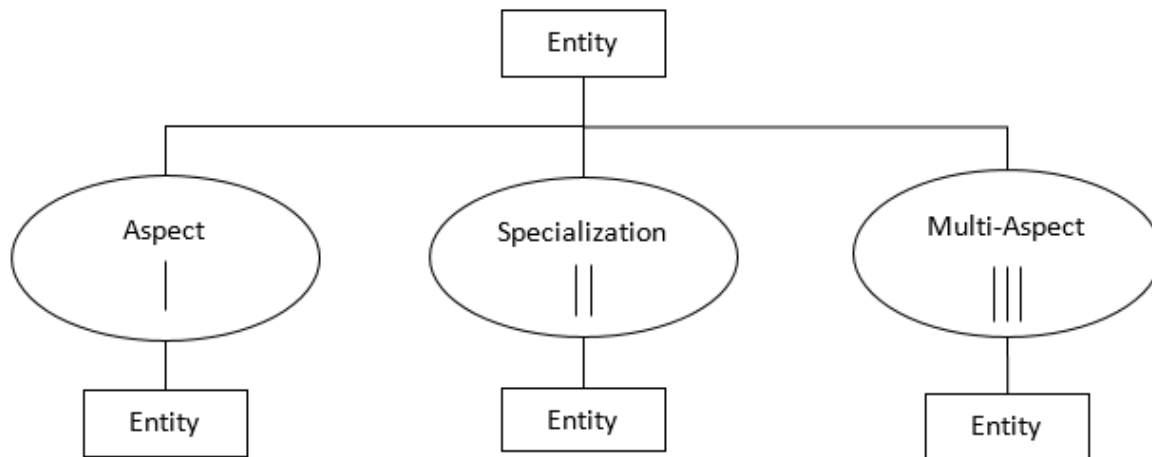 Entity
Aspect
Specialization
Multi-Aspect
Entity
Entity
Entity